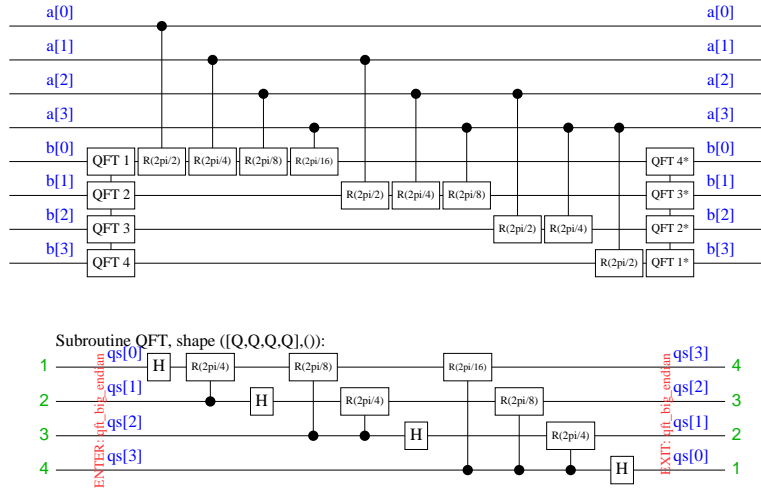 a[0] a[0]
a[1] a[1]
a[2] a[2]
a[3] a[3]
b[0] QFT 1 R(2pi/2) R(2pi/4) R(2pi/8) R(2pi/16) QFT 4* b[0]
b[1] QFT 2 R(2pi/2) R(2pi/4) R(2pi/8) QFT 3* b[1]
b[2] QFT 3 R(2pi/2) R(2pi/4) QFT 2* b[2]
b[3] QFT 4 R(2pi/2) QFT 1* b[3]
Subroutine QFT, shape ([Q,Q,Q,Q],()):
ENTER: qft_big_endian
EXIT: qft_big_endian
1 qs[0] H R(2pi/4) R(2pi/8) R(2pi/16) qs[3] 4
2 qs[1] H R(2pi/4) R(2pi/8) qs[2] 3
3 qs[2] H R(2pi/4) qs[1] 2
4 qs[3] H qs[0] 1